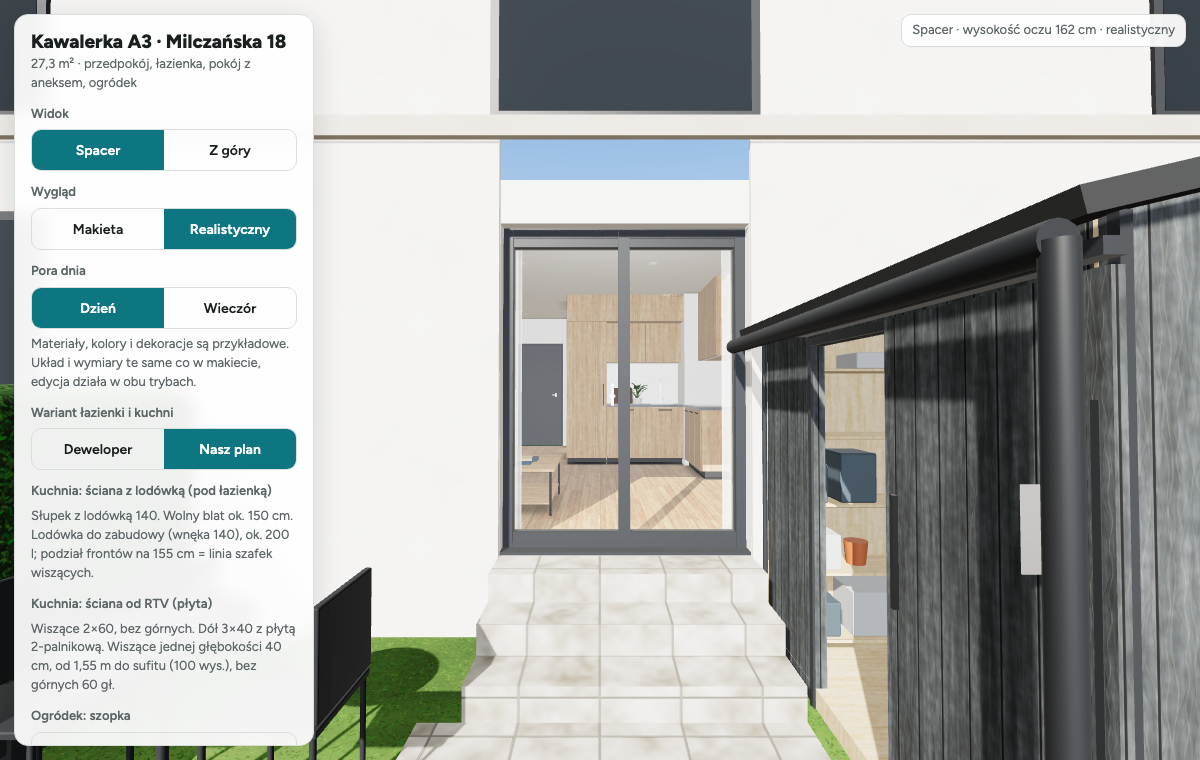 Kawalerka A3 · Milczańska 18
27,3 m² · przedpokój, łazienka, pokój z
aneksem, ogródek
Widok
Spacer
Z góry
Wygląd
Makieta
Realistyczny
Pora dnia
Dzień
Wieczór
Materiały, kolory i dekoracje są przykładowe.
Układ i wymiary te same co w makiecie,
edycja działa w obu trybach.
Wariant łazienki i kuchni
Deweloper
Nasz plan
Kuchnia: ściana z lodówką (pod łazienką)
Słupek z lodówką 140. Wolny blat ok. 150 cm.
Lodówka do zabudowy (wnęka 140), ok. 200
l; podział frontów na 155 cm = linia szafek
wiszących.
Kuchnia: ściana od RTV (płyta)
Wiszące 2×60, bez górnych. Dół 3×40 z płytą
2-palnikową. Wiszące jednej głębokości 40
cm, od 1,55 m do sufitu (100 wys.), bez
górnych 60 gł.
Ogródek: szopka
Spacer · wysokość oczu 162 cm · realistyczny